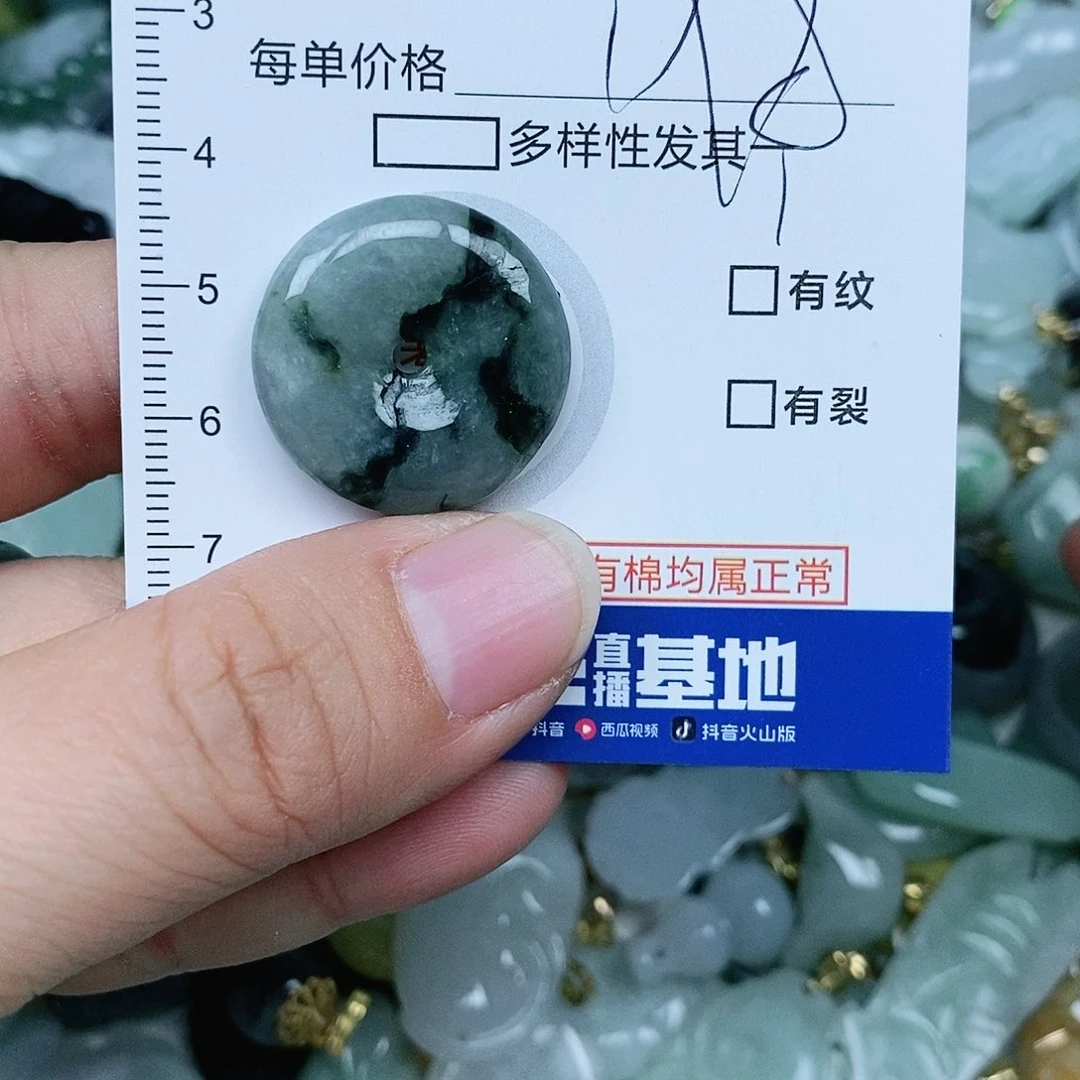 3
每单价格
4
多样性发其一
5
有纹
6
有裂
7
有棉均属正常
直播
基地
抖音 西瓜视频 抖音火山版